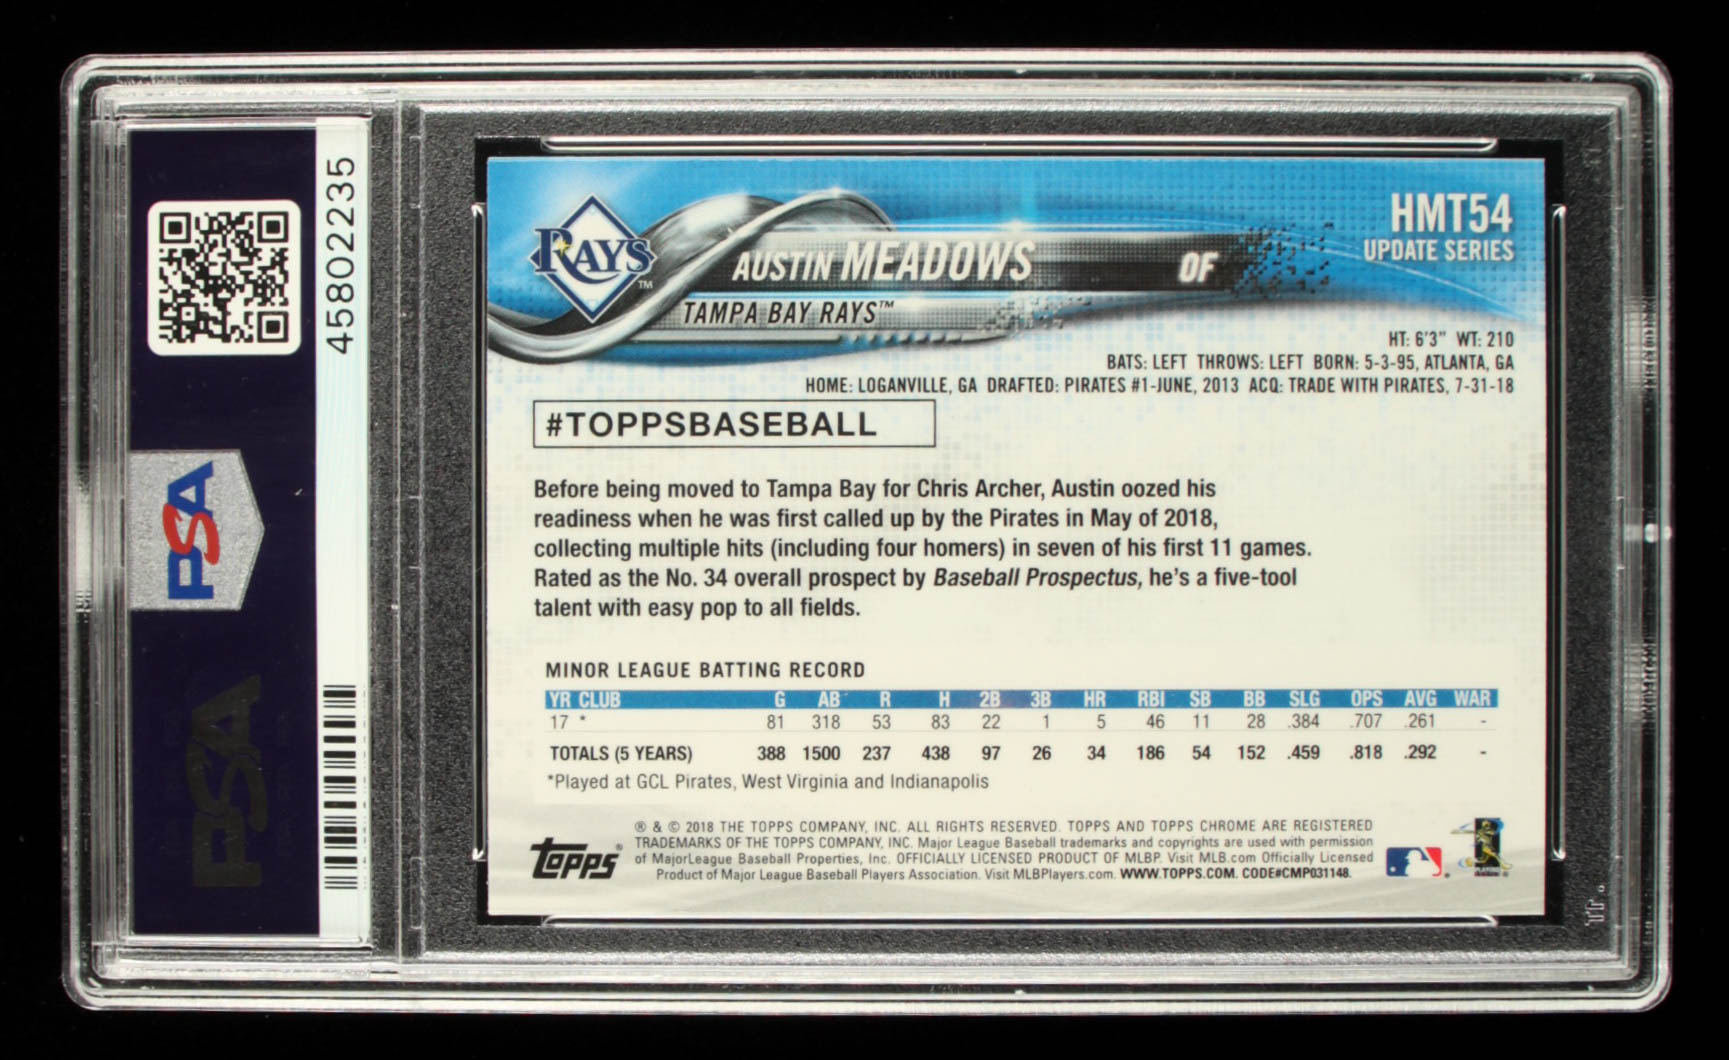 45802235
PSA
PSA
RAYS™
AUSTIN MEADOWS OF
TAMPA BAY RAYS™
HMT54
UPDATE SERIES
HT: 6'3" WT: 210
BATS: LEFT THROWS: LEFT BORN: 5-3-95, ATLANTA, GA
HOME: LOGANVILLE, GA DRAFTED: PIRATES #1-JUNE, 2013 ACQ: TRADE WITH PIRATES, 7-31-18
#TOPPSBASEBALL
Before being moved to Tampa Bay for Chris Archer, Austin oozed his
readiness when he was first called up by the Pirates in May of 2018,
collecting multiple hits (including four homers) in seven of his first 11 games.
Rated as the No. 34 overall prospect by Baseball Prospectus, he's a five-tool
talent with easy pop to all fields.
MINOR LEAGUE BATTING RECORD
YR CLUB G AB R H 2B 3B HR RBI SB BB SLG OPS AVG WAR
17 * 81 318 53 83 22 1 5 46 11 28 .384 .707 .261 -
TOTALS (5 YEARS) 388 1500 237 438 97 26 34 186 54 152 .459 .818 .292 -
*Played at GCL Pirates, West Virginia and Indianapolis
topps®
® & © 2018 THE TOPPS COMPANY, INC. ALL RIGHTS RESERVED. TOPPS AND TOPPS CHROME ARE REGISTERED
TRADEMARKS OF THE TOPPS COMPANY, INC. Major League Baseball trademarks and copyrights are used with permission
of MajorLeague Baseball Properties, Inc. OFFICIALLY LICENSED PRODUCT OF MLBP. Visit MLB.com Officially Licensed
Product of Major League Baseball Players Association. Visit MLBPlayers.com. WWW.TOPPS.COM. CODE#CMP031148.